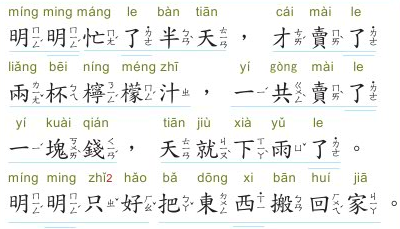 míng ming máng le bàn tiān cái mài le
明明忙了半天，才賣了
liǎng bēi níng méng zhī yí gòng mài le
兩杯檸檬汁，一共賣了
yí kuài qián tiān jiù xià yǔ le
一塊錢，天就下雨了。
míng ming zhǐ2 hǎo bǎ dōng xi bān huí jiā
明明只好把東西搬回家。